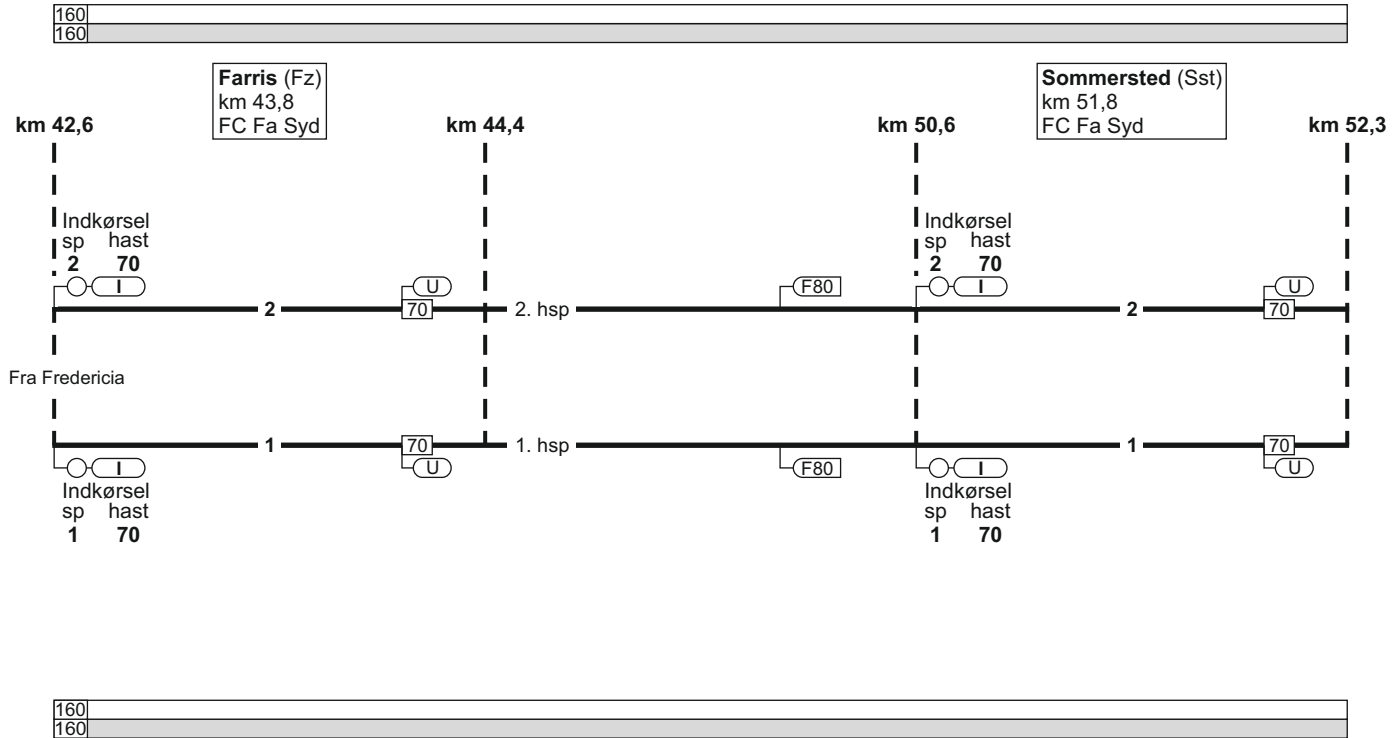 160
160
Farris (Fz)
km 43,8
FC Fa Syd
Sommersted (Sst)
km 51,8
FC Fa Syd
km 42,6
km 44,4
km 50,6
km 52,3
Indkørsel
sp hast
2 70
I
U
2
70
2. hsp
F80
Indkørsel
sp hast
2 70
I
U
2
70
Fra Fredericia
1
70
1. hsp
1
70
I
U
F80
I
U
Indkørsel
sp hast
1 70
Indkørsel
sp hast
1 70
160
160